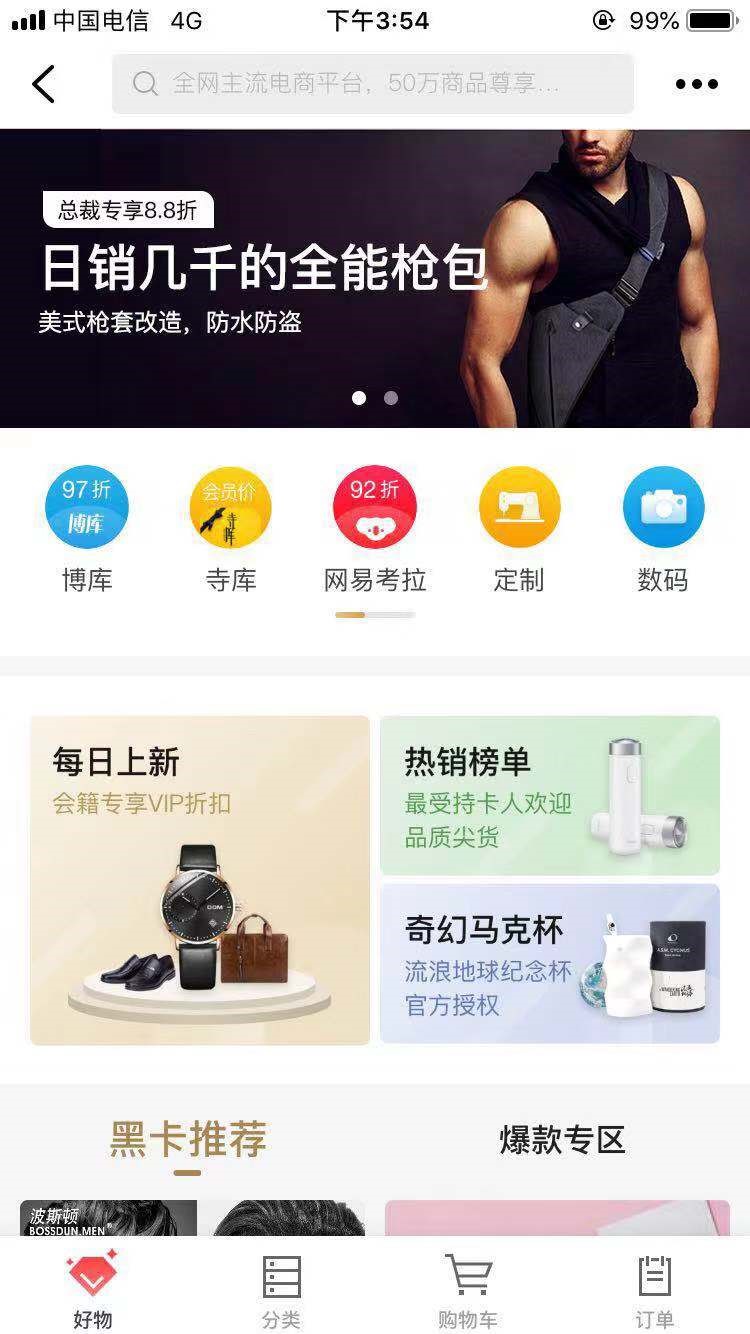 中国电信 4G 下午3:54 99%
全网主流电商平台，50万商品尊享...
总裁专享8.8折
日销几千的全能枪包
美式枪套改造，防水防盗
97折
博库
会员价
寺库
92折
博库
寺库
网易考拉
定制
数码
每日上新
会籍专享VIP折扣
热销榜单
最受持卡人欢迎
品质尖货
奇幻马克杯
流浪地球纪念杯
官方授权
黑卡推荐
爆款专区
波斯顿
BOSSDUN.MEN
好物
分类
购物车
订单